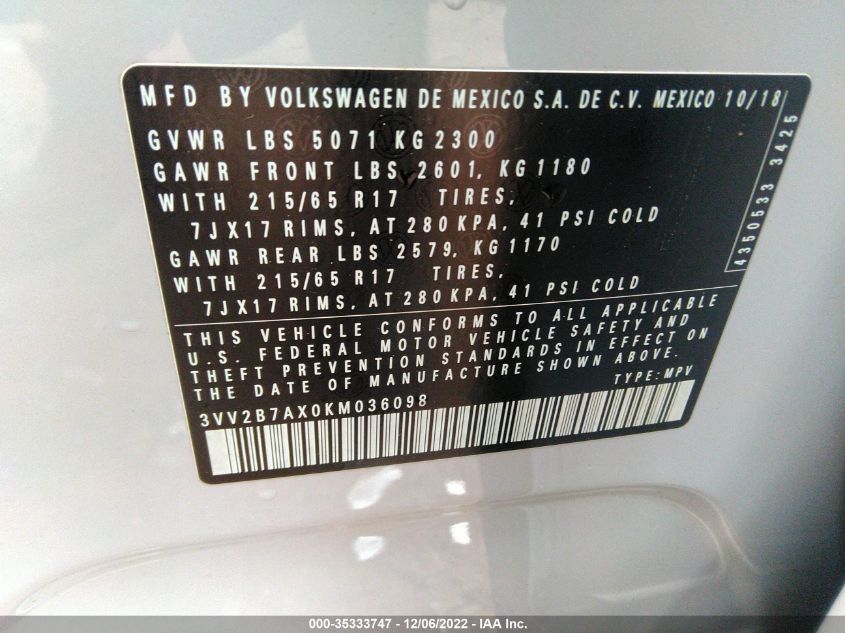 MFD BY VOLKSWAGEN DE MEXICO S.A. DE C.V. MEXICO 10/18
GVWR LBS 5071 KG 2300
GAWR FRONT LBS 2601, KG 1180
WITH 215/65 R17 TIRES,
7JX17 RIMS, AT 280 KPA, 41 PSI COLD
GAWR REAR LBS 2579, KG 1170
WITH 215/65 R17 TIRES,
7JX17 RIMS, AT 280 KPA, 41 PSI COLD
THIS VEHICLE CONFORMS TO ALL APPLICABLE
U.S. FEDERAL MOTOR VEHICLE SAFETY AND
THEFT PREVENTION STANDARDS IN EFFECT ON
THE DATE OF MANUFACTURE SHOWN ABOVE.
TYPE: MPV
3VV2B7AX0KM036098
4350533 3425
000-35333747 - 12/06/2022 - IAA Inc.